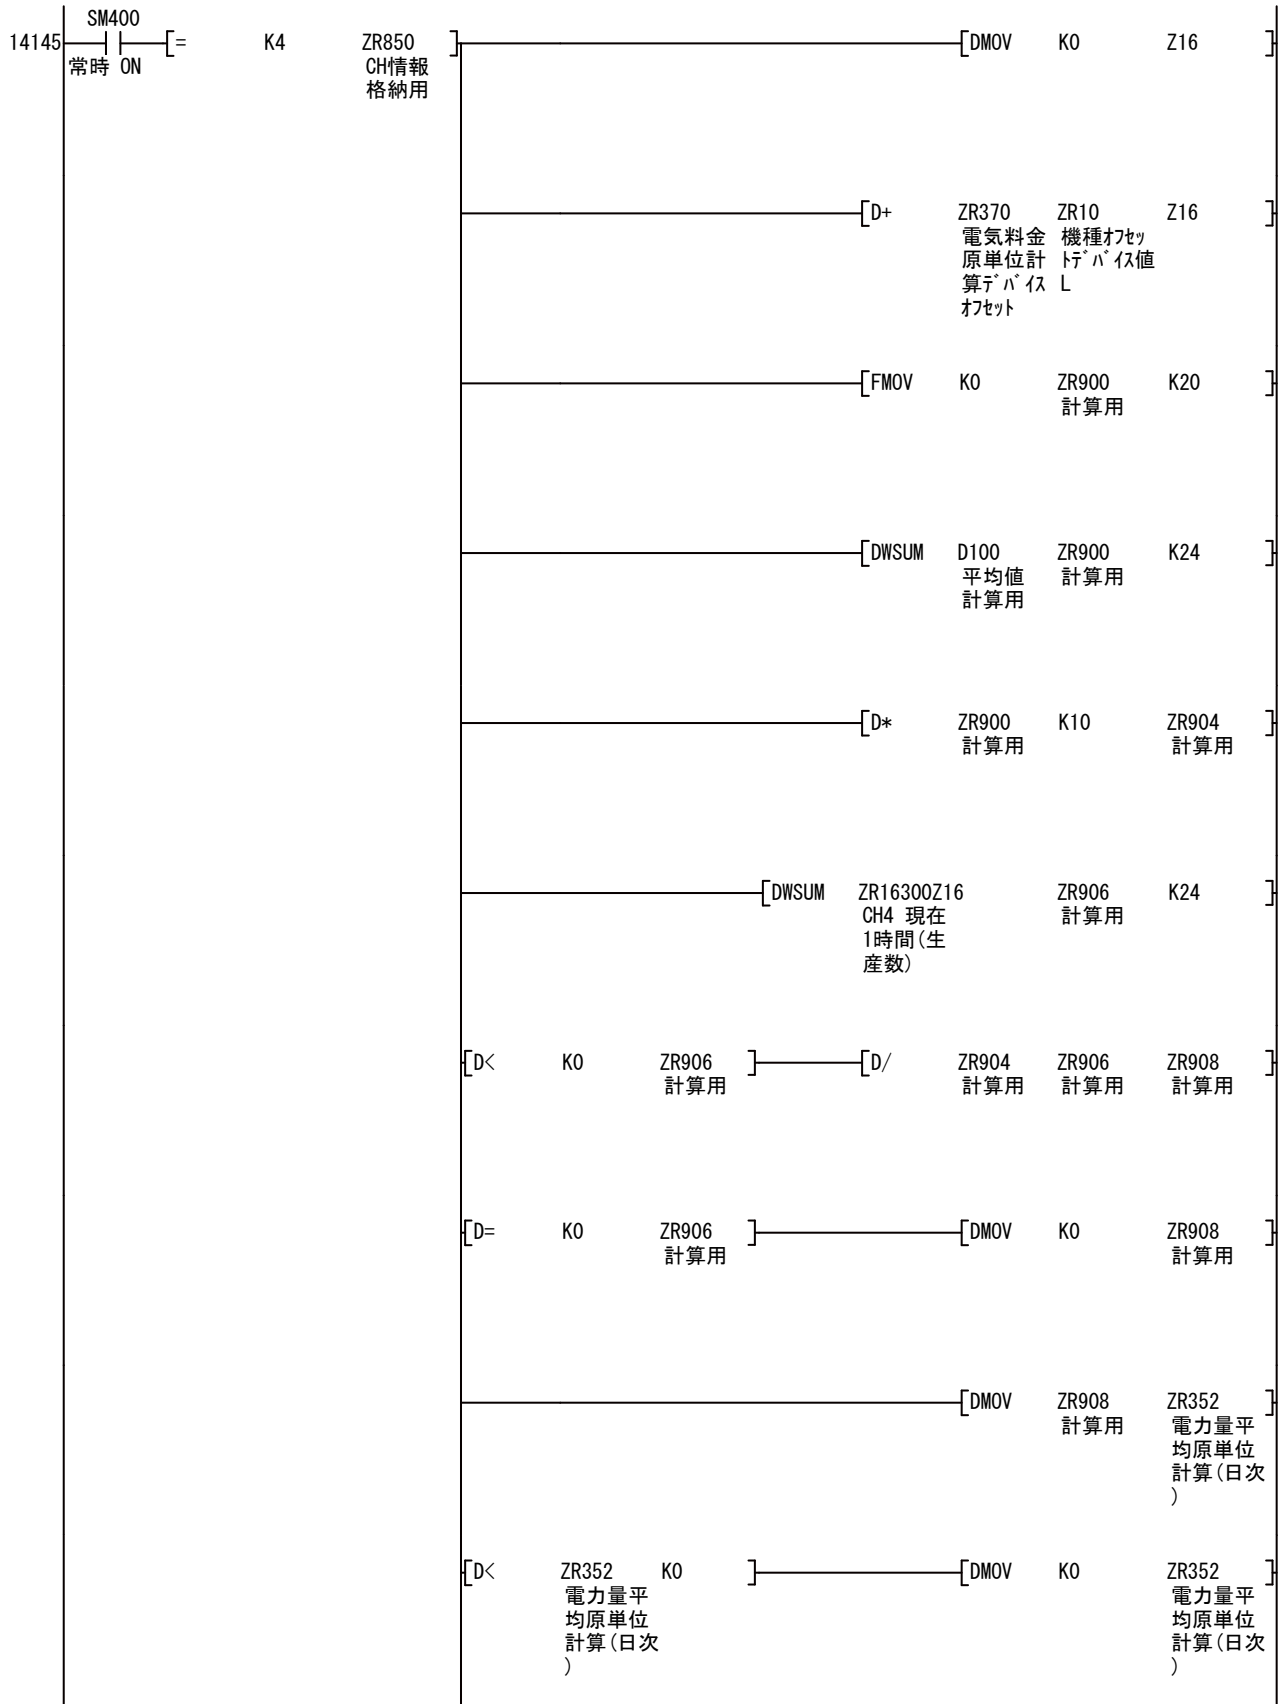 SM400
14145 [= K4 ZR850 ] [DMOV K0 Z16 ]
常時 ON CH情報
格納用
[D+ ZR370 ZR10 Z16 ]
電気料金 機種ｵﾌｾｯ
原単位計 ﾄﾃﾞﾊﾞｲｽ値
算ﾃﾞﾊﾞｲｽ L
ｵﾌｾｯﾄ
[FMOV K0 ZR900 K20 ]
計算用
[DWSUM D100 ZR900 K24 ]
平均値 計算用
計算用
[D* ZR900 K10 ZR904 ]
計算用 計算用
[DWSUM ZR16300Z16 ZR906 K24 ]
CH4 現在 計算用
1時間(生
産数)
[D< K0 ZR906 ] [D/ ZR904 ZR906 ZR908 ]
計算用 計算用 計算用 計算用
[D= K0 ZR906 ] [DMOV K0 ZR908 ]
計算用 計算用
[DMOV ZR908 ZR352 ]
計算用 電力量平
均原単位
計算(日次
)
[D< ZR352 K0 ] [DMOV K0 ZR352 ]
電力量平 電力量平
均原単位 均原単位
計算(日次 計算(日次
) )